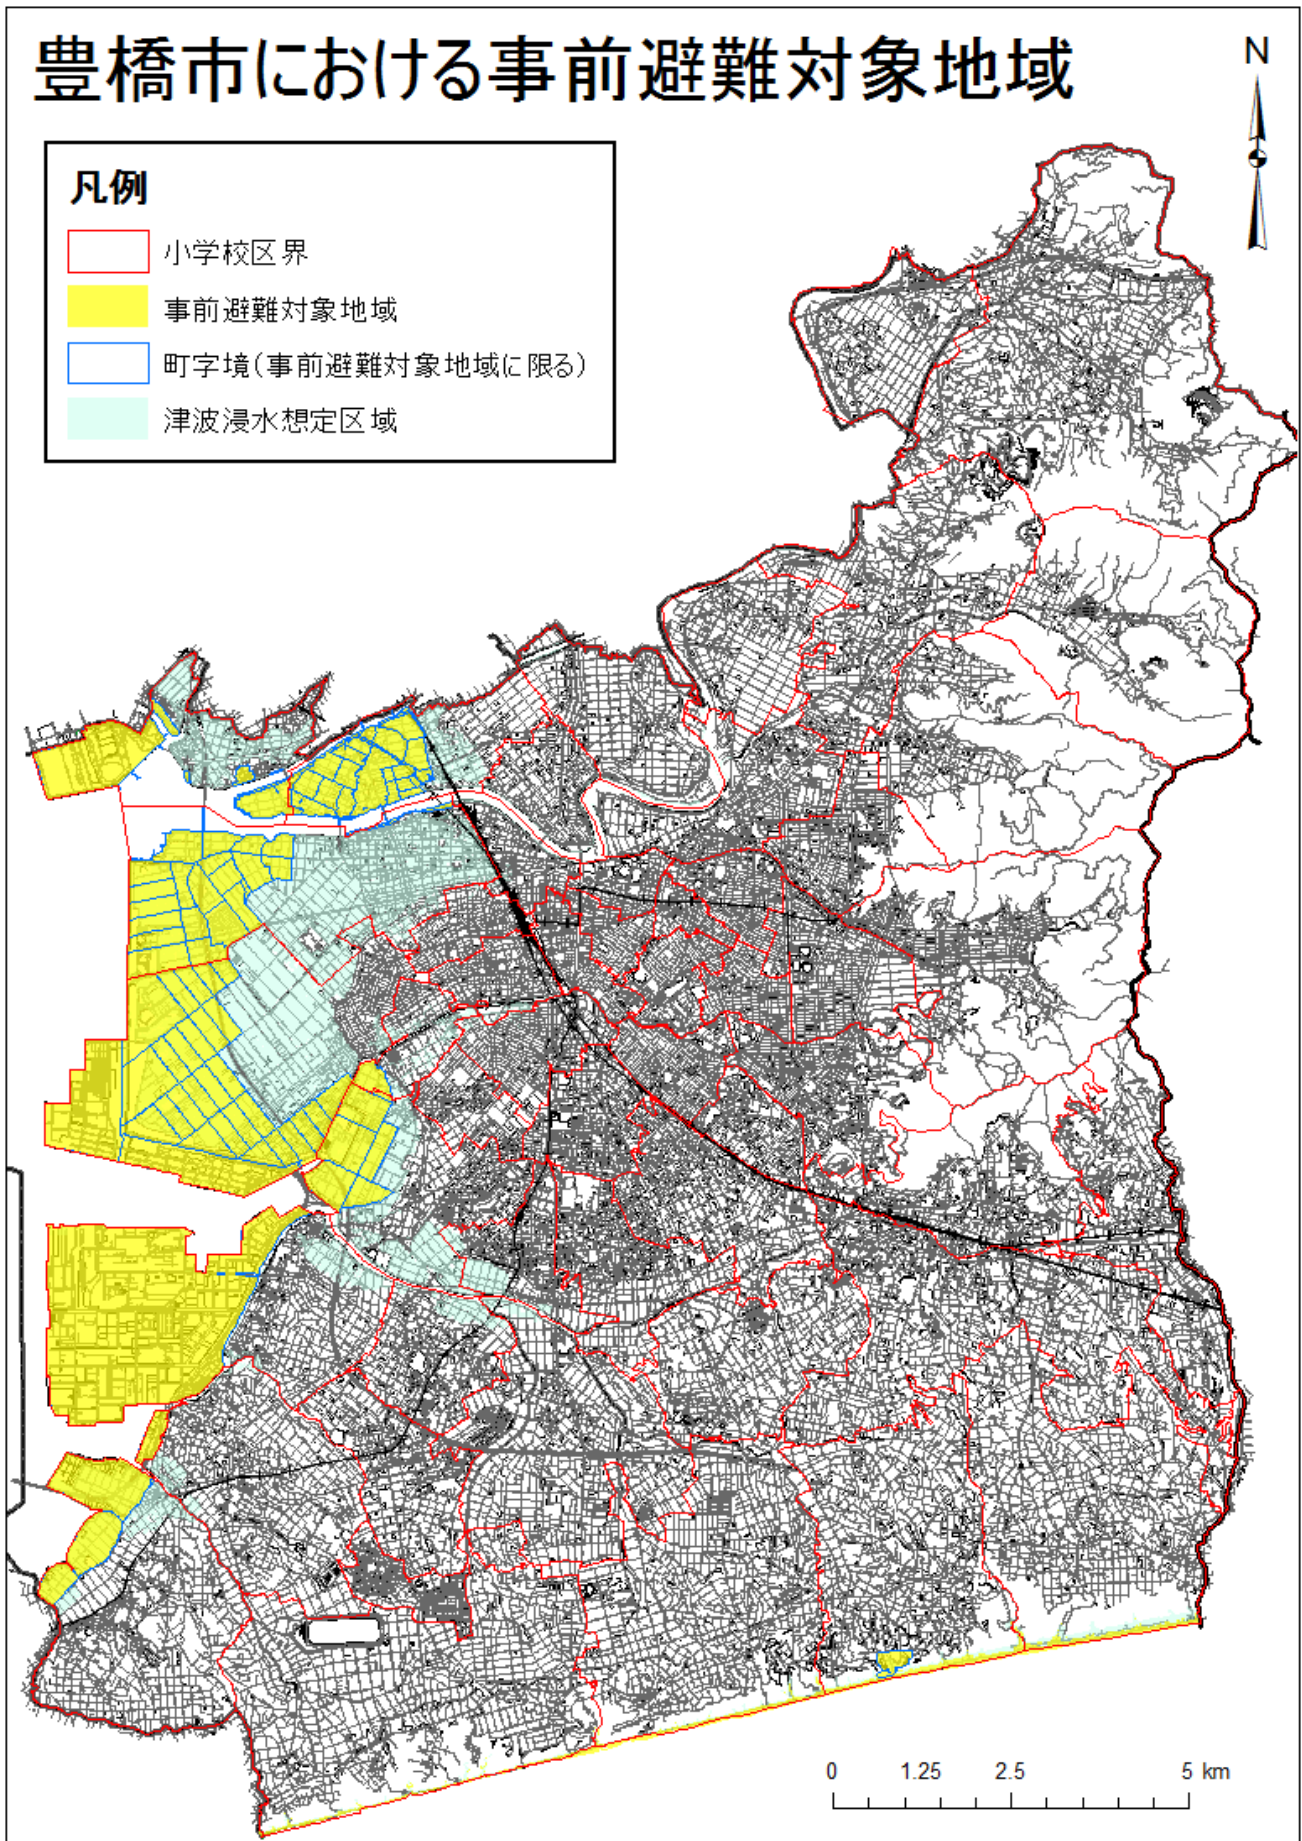 豊橋市における事前避難対象地域
N
凡例
小学校区界
事前避難対象地域
町字境(事前避難対象地域に限る)
津波浸水想定区域
0 1.25 2.5 5 km